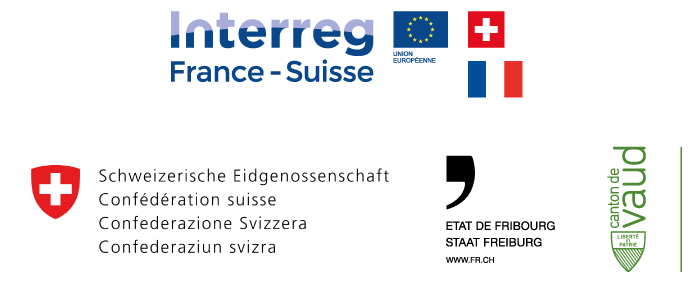 Interreg
France – Suisse
UNION
EUROPÉENNE
Schweizerische Eidgenossenschaft
Confédération suisse
Confederazione Svizzera
Confederaziun svizra
ETAT DE FRIBOURG
STAAT FREIBURG
WWW.FR.CH
canton de
vaud
LIBERTÉ
ET
PATRIE